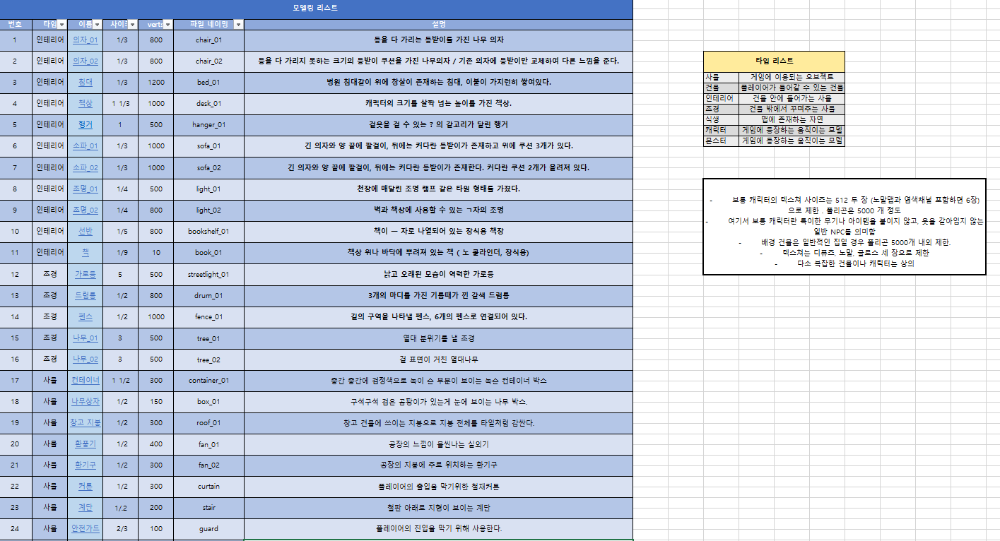 모델링 리스트
번호 타입 이름 사이즈 verts 파일 네이밍 설명
1 인테리어 의자_01 1/3 800 chair_01 등을 다 가리는 등받이를 가진 나무 의자
2 인테리어 의자_02 1/3 800 chair_02 등을 다 가리지 못하는 크기의 등받이 쿠션을 가진 나무의자 / 기존 의자에 등받이만 교체하여 다른 느낌을 준다.
3 인테리어 침대 1/3 1200 bed_01 병원 침대같이 위에 창살이 존재하는 침대, 이불이 가지런히 쌓여있다.
4 인테리어 책상 1 1/3 1000 desk_01 캐릭터의 크기를 살짝 넘는 높이를 가진 책상.
5 인테리어 행거 1 500 hanger_01 겉옷을 걸 수 있는 ? 의 갈고리가 달린 행거
6 인테리어 소파_01 1/3 1000 sofa_01 긴 의자와 양 끝에 팔걸이, 뒤에는 커다란 등받이가 존재하고 위에 쿠션 3개가 있다.
7 인테리어 소파_02 1/3 1000 sofa_02 긴 의자와 양 끝에 팔걸이, 뒤에는 커다란 등받이가 존재한다. 커다란 쿠션 2개가 올려져 있다.
8 인테리어 조명_01 1/4 500 light_01 천장에 매달린 조명 램프 같은 타원 형태를 가졌다.
9 인테리어 조명_02 1/4 800 light_02 벽과 책상에 사용할 수 있는 ㄱ자의 조명
10 인테리어 선반 1/5 800 bookshelf_01 책이 ㅡ 자로 나열되어 있는 장식용 책장
11 인테리어 책 1/9 10 book_01 책상 위나 바닥에 뿌려져 있는 책 ( 노 콜라인더, 장식용)
12 조경 가로등 5 500 streetlight_01 낡고 오래된 모습이 역력한 가로등
13 조경 드럼통 1/2 800 drum_01 3개의 마디를 가진 기름때가 낀 갈색 드럼통
14 조경 펜스 1/2 1000 fence_01 길의 구역을 나타낼 펜스, 6개의 펜스로 연결되어 있다.
15 조경 나무_01 3 500 tree_01 열대 분위기를 낼 조경
16 조경 나무_02 3 500 tree_02 겉 표면이 거친 열대나무
17 사물 컨테이너 1 1/2 300 container_01 중간 중간에 검정색으로 녹이 슨 부분이 보이는 녹슨 컨테이너 박스
18 사물 나무상자 1/2 150 box_01 구석구석 검은 곰팡이가 있는게 눈에 보이는 나무 박스.
19 사물 창고 지붕 1/2 300 roof_01 창고 건물에 쓰이는 지붕으로 지붕 전체를 타일처럼 감싼다.
20 사물 환풍기 1/2 400 fan_01 공장의 느낌이 물씬나는 실외기
21 사물 환기구 1/2 300 fan_02 공장의 지붕에 주로 위치하는 환기구
22 사물 커튼 1/2 300 curtain 플레이어의 출입을 막기위한 철재커튼
23 사물 계단 1/.2 200 stair 철판 아래로 지형이 보이는 계단
24 사물 안전가드 2/3 100 guard 플레이어의 진입을 막기 위해 사용한다.
타입 리스트
사물 게임에 이용되는 오브젝트
건물 플레이어가 들어갈 수 있는 건물
인테리어 건물 안에 들어가는 사물
조경 건물 밖에서 꾸며주는 사물
식생 맵에 존재하는 자연
캐릭터 게임에 등장하는 움직이는 모델
몬스터 게임에 등장하는 움직이는 모델
- 보통 캐릭터의 텍스쳐 사이즈는 512 두 장 (노말맵과 염색채널 포함하면 6장)
으로 제한 . 폴리곤은 5000 개 정도
- 여기서 보통 캐릭터란 특이한 무기나 아이템을 붙이지 않고, 옷을 갈아입지 않는
일반 NPC를 의미함
- 배경 건물은 일반적인 집일 경우 폴리곤 5000개 내외 제한.
- 텍스쳐는 디퓨즈, 노말, 글로스 세 장으로 제한
- 다소 복잡한 건물이나 캐릭터는 상의